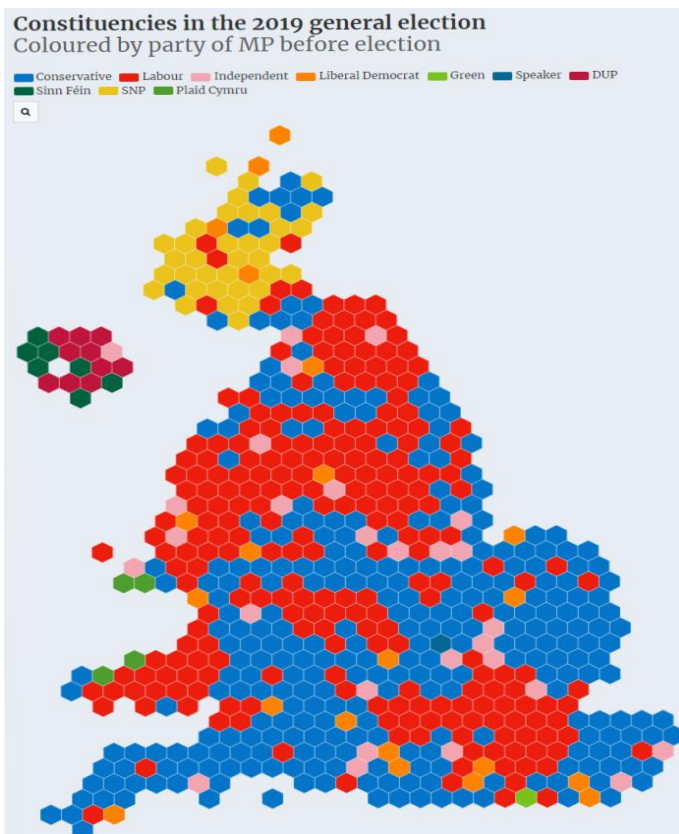 Constituencies in the 2019 general election
Coloured by party of MP before election
Conservative Labour Independent Liberal Democrat Green Speaker DUP
Sinn Féin SNP Plaid Cymru